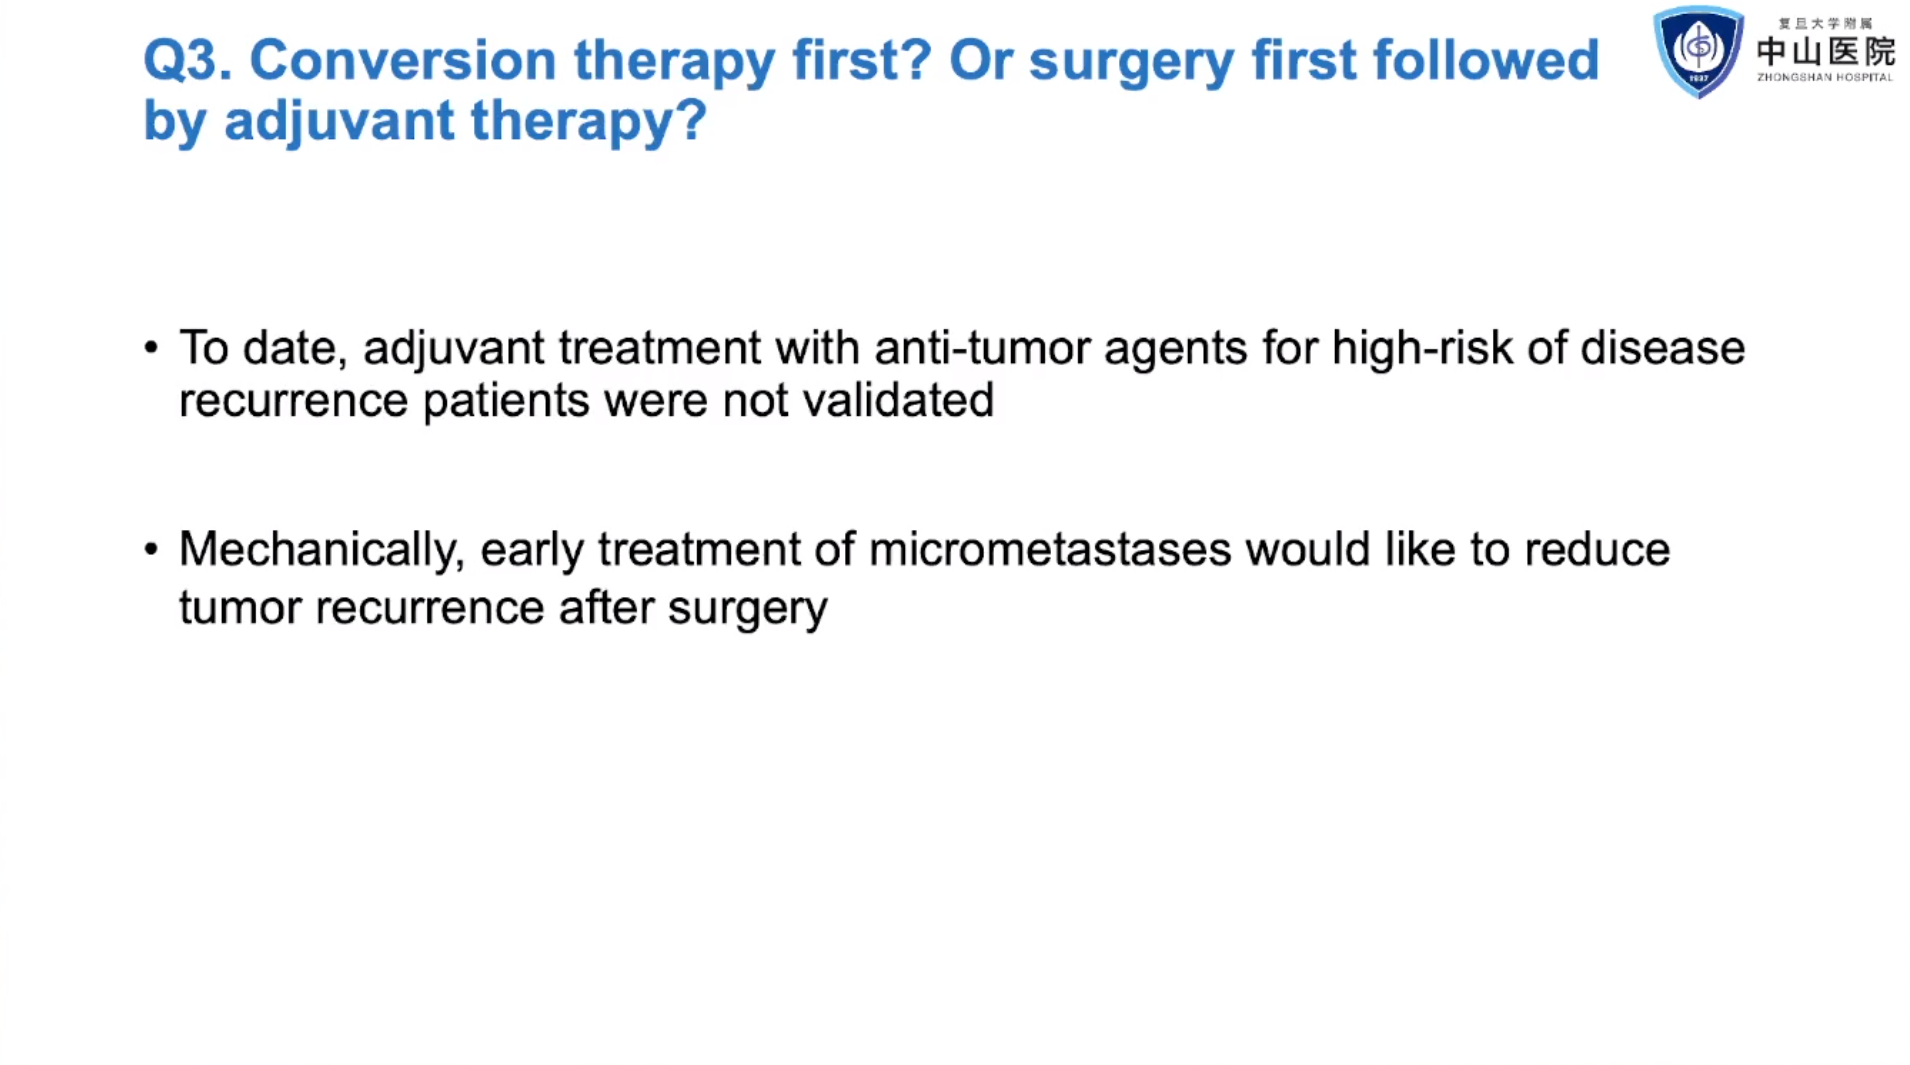 Q3. Conversion therapy first? Or surgery first followed
by adjuvant therapy?
复旦大学附属
中山医院
ZHONGSHAN HOSPITAL
1937
• To date, adjuvant treatment with anti-tumor agents for high-risk of disease
recurrence patients were not validated
• Mechanically, early treatment of micrometastases would like to reduce
tumor recurrence after surgery